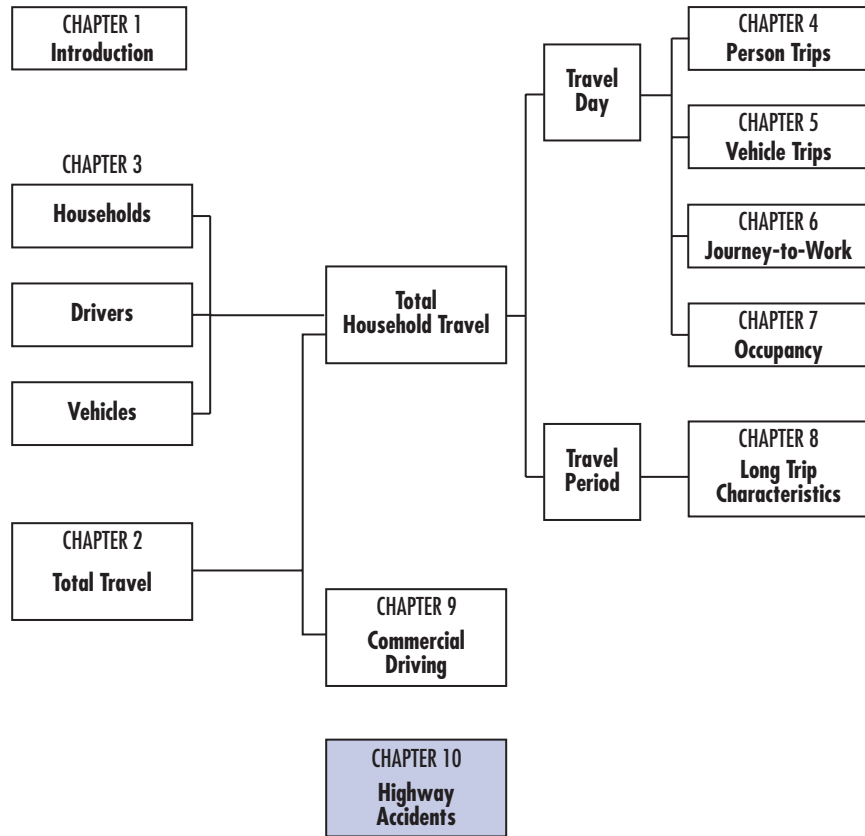 CHAPTER 1
Introduction
CHAPTER 3
Households
Drivers
Vehicles
CHAPTER 2
Total Travel
Total
Household Travel
CHAPTER 9
Commercial
Driving
CHAPTER 10
Highway
Accidents
Travel
Day
Travel
Period
CHAPTER 4
Person Trips
CHAPTER 5
Vehicle Trips
CHAPTER 6
Journey-to-Work
CHAPTER 7
Occupancy
CHAPTER 8
Long Trip
Characteristics